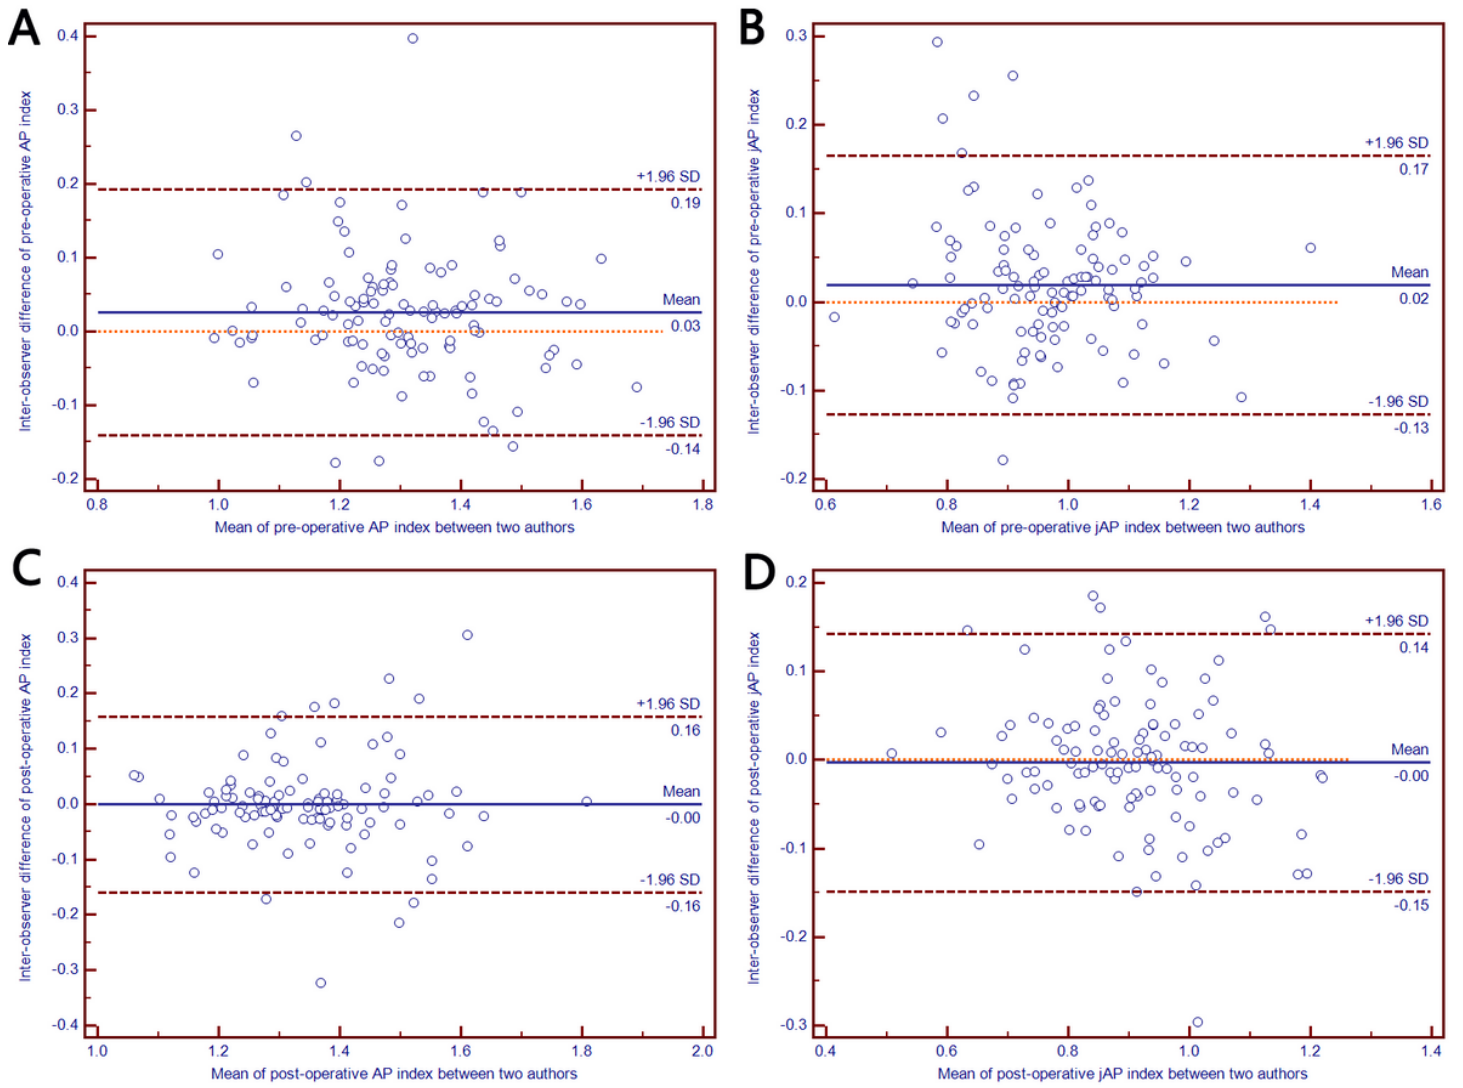 A
Inter-observer difference of pre-operative AP index
0.4
0.3
0.2
0.1
0.0
-0.1
-0.2
+1.96 SD
0.19
Mean
0.03
-1.96 SD
-0.14
0.8 1.0 1.2 1.4 1.6 1.8
Mean of pre-operative AP index between two authors
B
Inter-observer difference of pre-operative jAP index
0.3
0.2
0.1
0.0
-0.1
-0.2
+1.96 SD
0.17
Mean
0.02
-1.96 SD
-0.13
0.6 0.8 1.0 1.2 1.4 1.6
Mean of pre-operative jAP index between two authors
C
Inter-observer difference of post-operative AP index
0.4
0.3
0.2
0.1
0.0
-0.1
-0.2
-0.3
-0.4
+1.96 SD
0.16
Mean
-0.00
-1.96 SD
-0.16
1.0 1.2 1.4 1.6 1.8 2.0
Mean of post-operative AP index between two authors
D
Inter-observer difference of post-operative jAP index
0.2
0.1
0.0
-0.1
-0.2
-0.3
+1.96 SD
0.14
Mean
-0.00
-1.96 SD
-0.15
0.4 0.6 0.8 1.0 1.2 1.4
Mean of post-operative jAP index between two authors